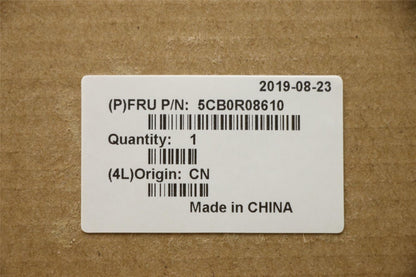 2019-08-23
(P)FRU P/N: 5CB0R08610
Quantity: 1
(4L)Origin: CN
Made in CHINA